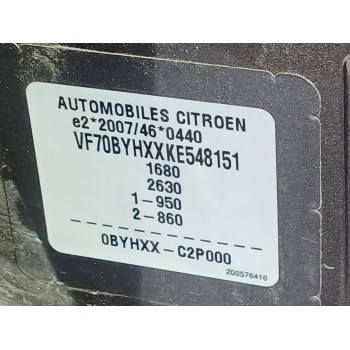 AUTOMOBILES CITROEN
e2*2007/46*0440
VF70BYHXXKE548151
1680
2630
1-950
2-860
0BYHXX-C2P000
200576416